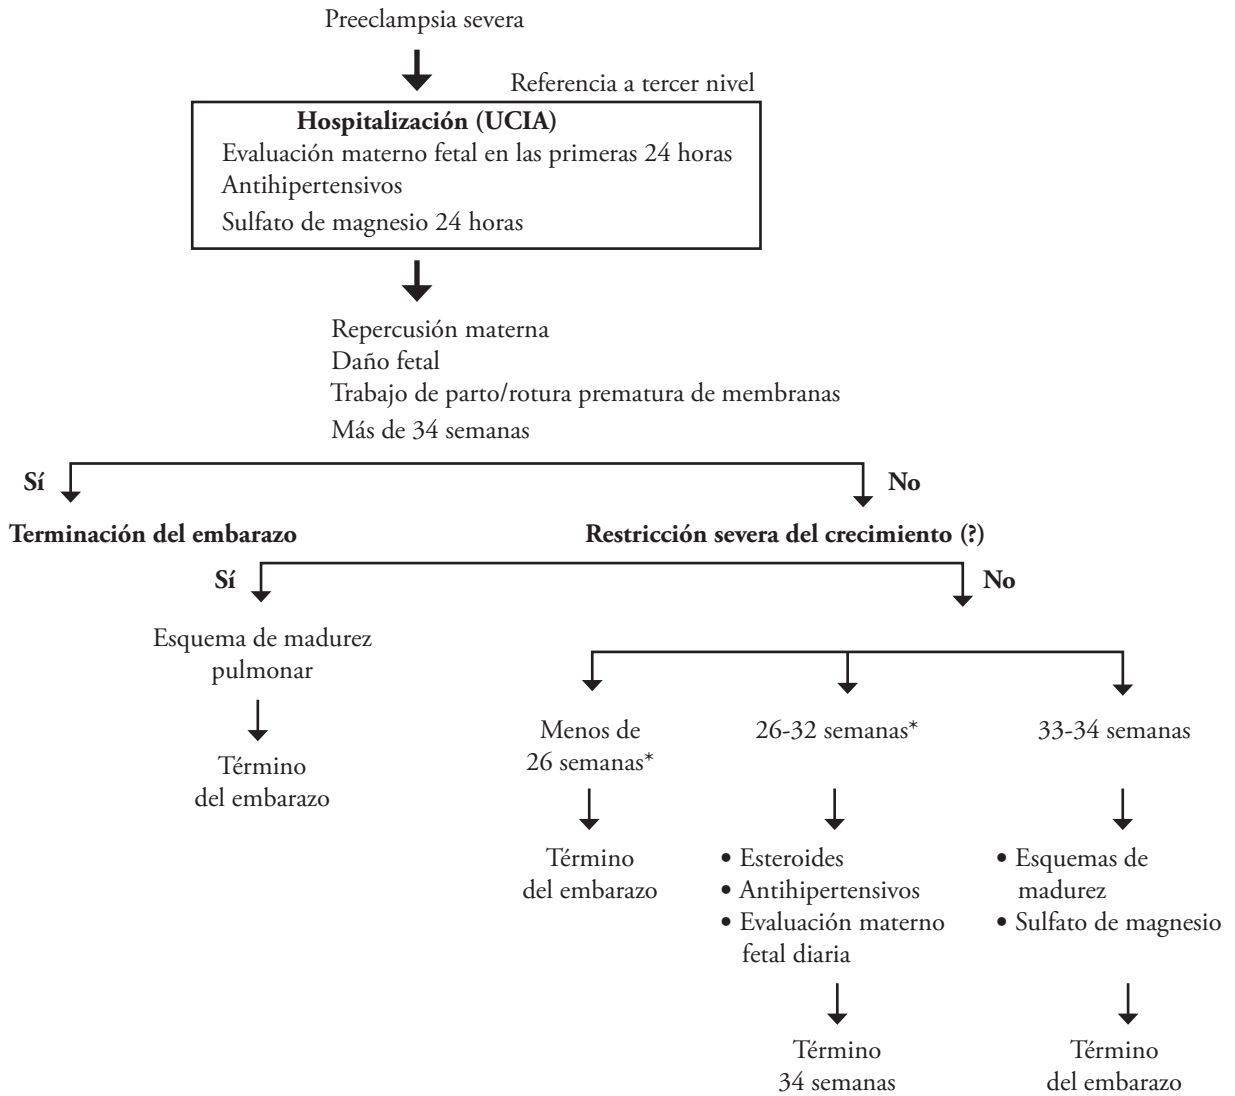 Preeclampsia severa
Referencia a tercer nivel
Hospitalización (UCIA)
Evaluación materno fetal en las primeras 24 horas
Antihipertensivos
Sulfato de magnesio 24 horas
Repercusión materna
Daño fetal
Trabajo de parto/rotura prematura de membranas
Más de 34 semanas
Sí
No
Terminación del embarazo
Restricción severa del crecimiento (?)
Sí
No
Esquema de madurez
pulmonar
Término
del embarazo
Menos de
26 semanas*
Término
del embarazo
26-32 semanas*
• Esteroides
• Antihipertensivos
• Evaluación materno
fetal diaria
Término
34 semanas
33-34 semanas
• Esquemas de
madurez
• Sulfato de magnesio
Término
del embarazo